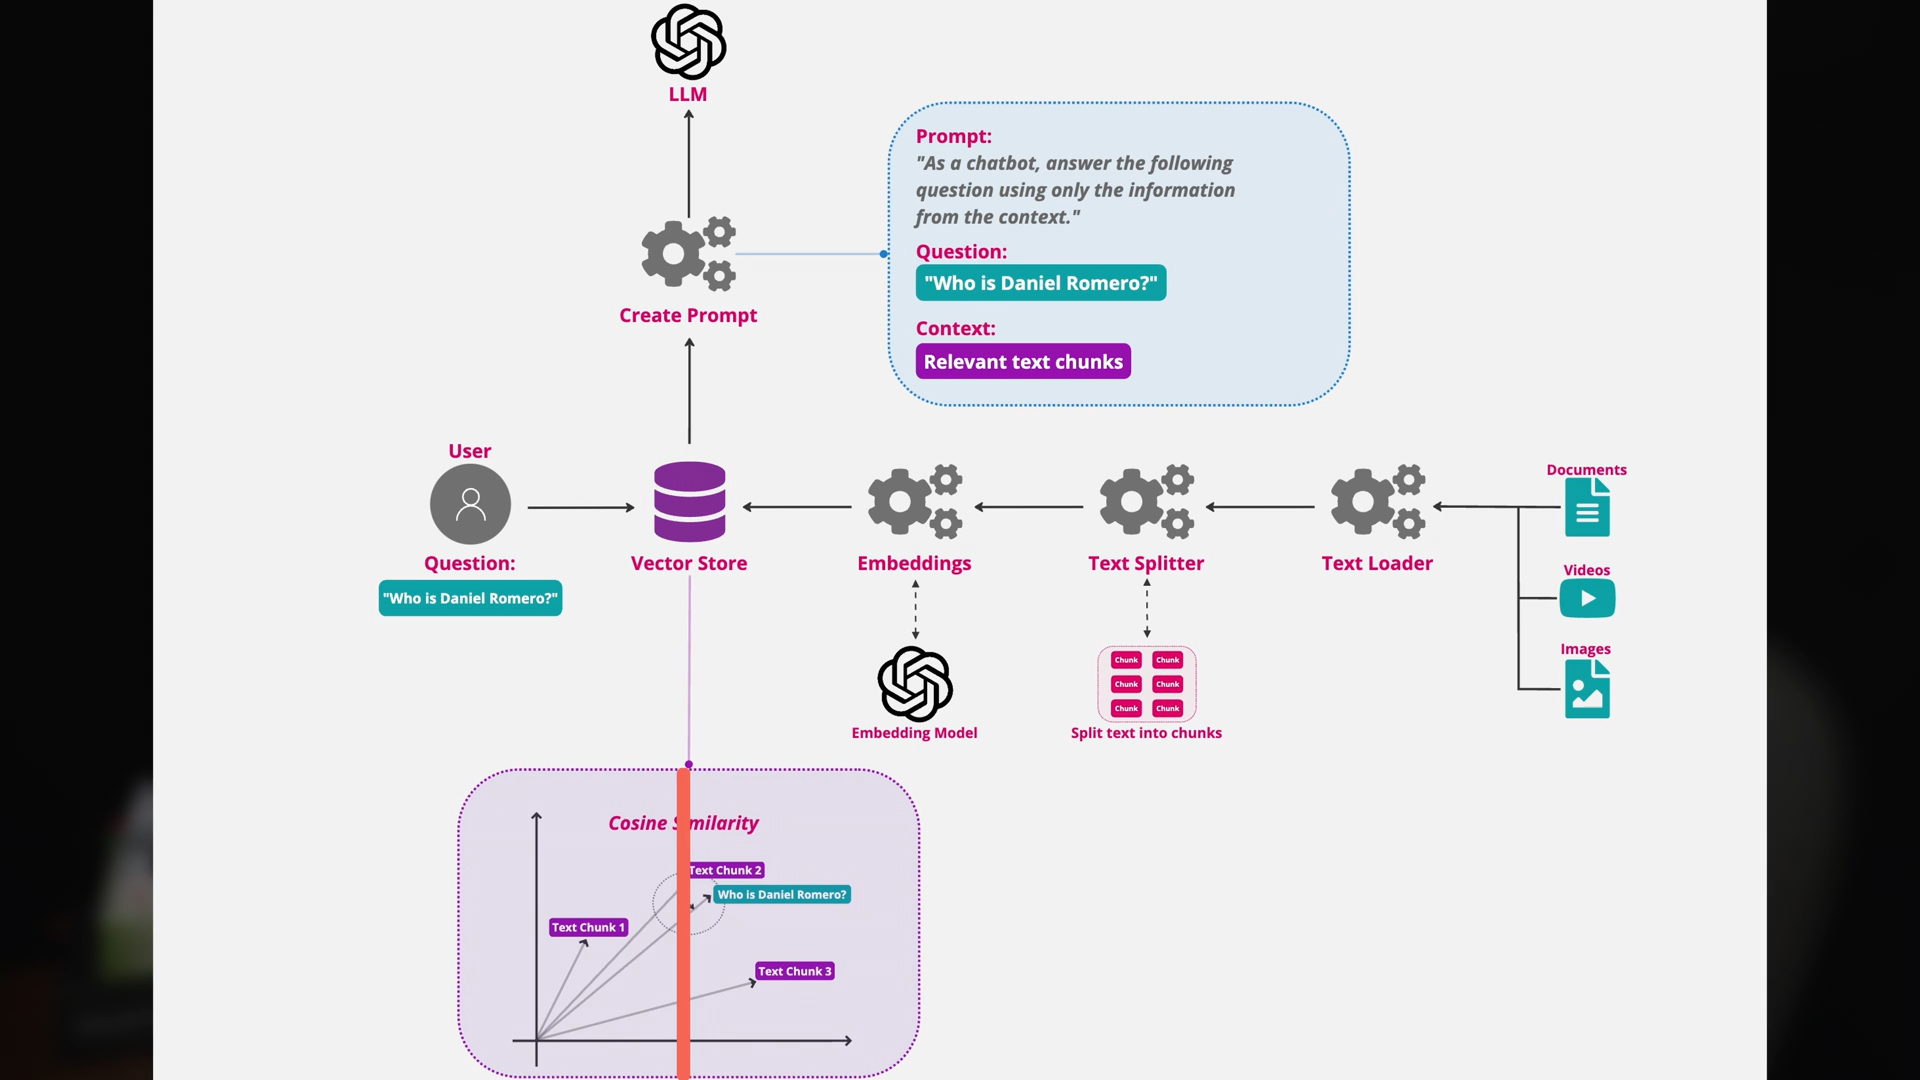 LLM
Prompt:
"As a chatbot, answer the following
question using only the information
from the context."
Question:
"Who is Daniel Romero?"
Context:
Relevant text chunks
Create Prompt
User
Question:
"Who is Daniel Romero?"
Vector Store
Embeddings
Text Splitter
Text Loader
Documents
Videos
Images
Embedding Model
Chunk Chunk
Chunk Chunk
Chunk Chunk
Split text into chunks
Cosine
Text Chunk 2
Who is Daniel Romero?
Text Chunk 1
Text Chunk 3